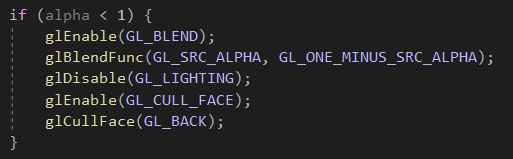 if (alpha < 1) {
glEnable(GL_BLEND);
glBlendFunc(GL_SRC_ALPHA, GL_ONE_MINUS_SRC_ALPHA);
glDisable(GL_LIGHTING);
glEnable(GL_CULL_FACE);
glCullFace(GL_BACK);
}